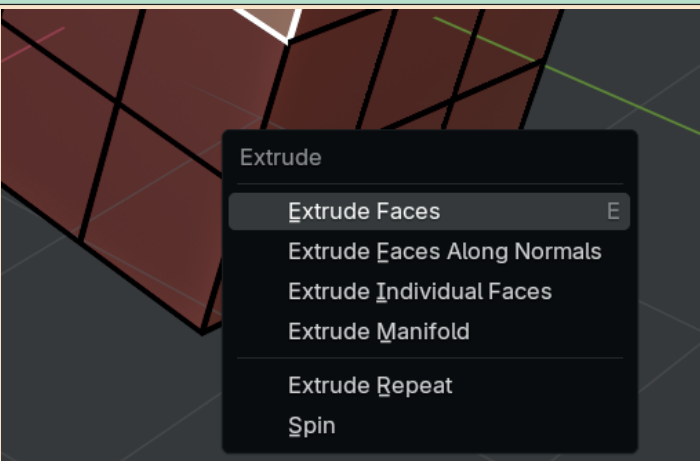 Extrude
Extrude Faces E
Extrude Faces Along Normals
Extrude Individual Faces
Extrude Manifold
Extrude Repeat
Spin